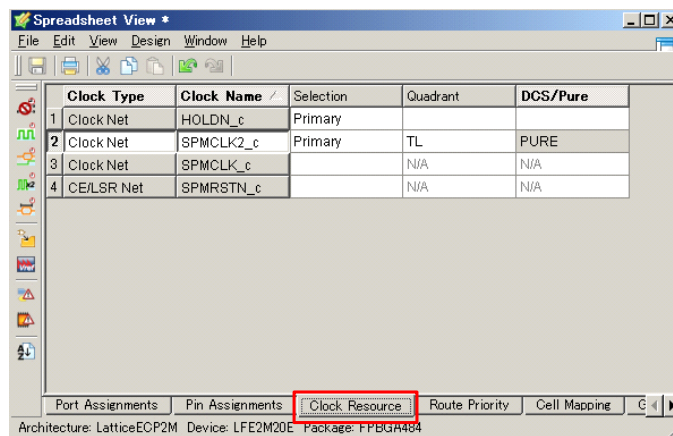 Spreadsheet View *
File Edit View Design Window Help
Clock Type Clock Name Selection Quadrant DCS/Pure
1 Clock Net HOLDN_c Primary
2 Clock Net SPMCLK2_c Primary TL PURE
3 Clock Net SPMCLK_c N/A N/A
4 CE/LSR Net SPMRSTN_c N/A N/A
Port Assignments Pin Assignments Clock Resource Route Priority Cell Mapping G
Architecture: LatticeECP2M Device: LFE2M20E Package: FPBGA484